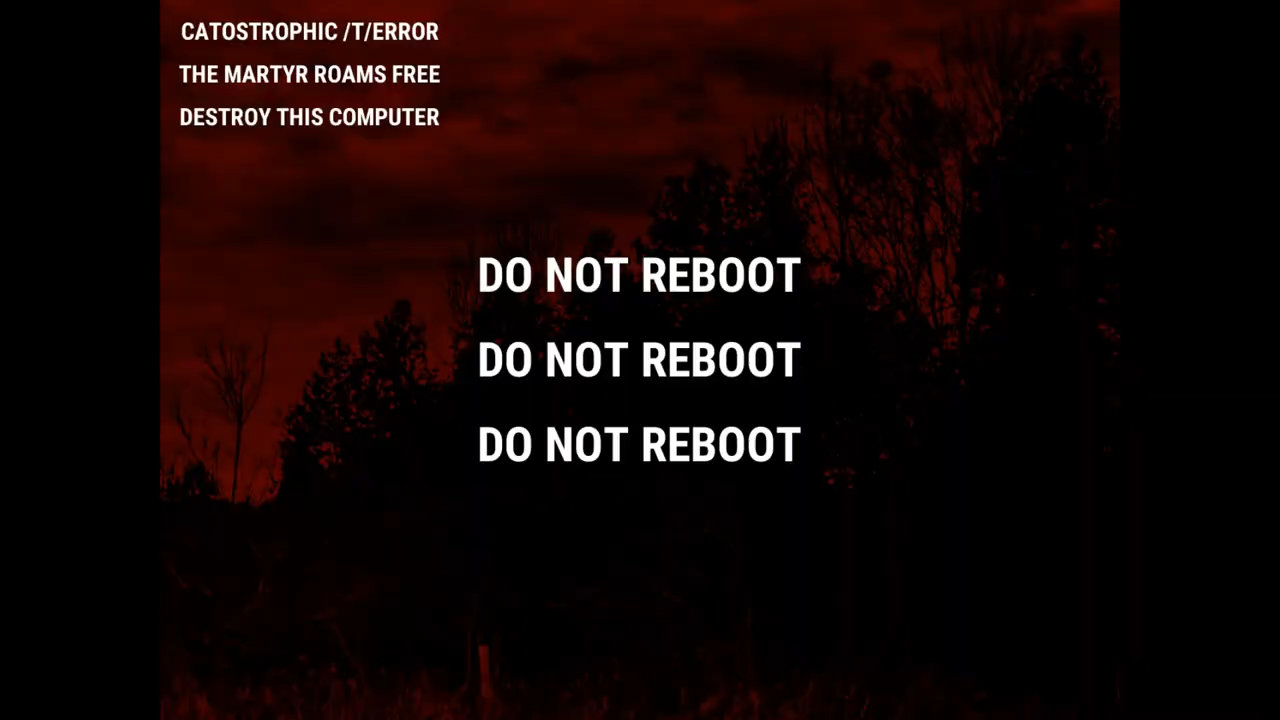 CATOSTROPHIC /T/ERROR
THE MARTYR ROAMS FREE
DESTROY THIS COMPUTER
DO NOT REBOOT
DO NOT REBOOT
DO NOT REBOOT